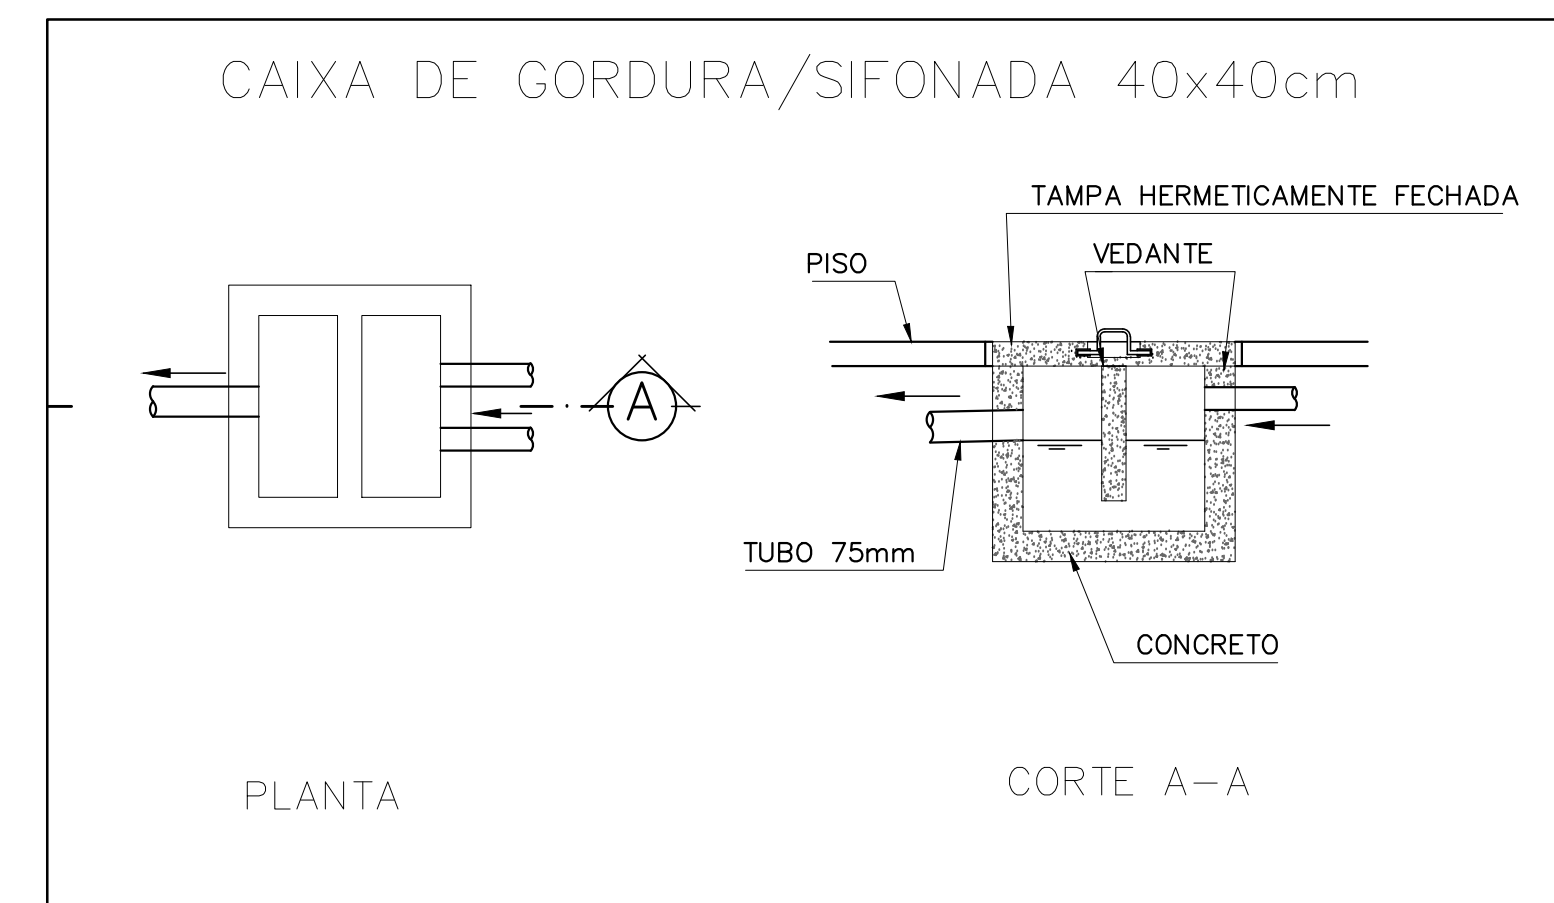 CAIXA DE GORDURA/SIFONADA 40x40cm
TAMPA HERMETICAMENTE FECHADA
VEDANTE
PISO
A
TUBO 75mm
CONCRETO
PLANTA
CORTE A-A